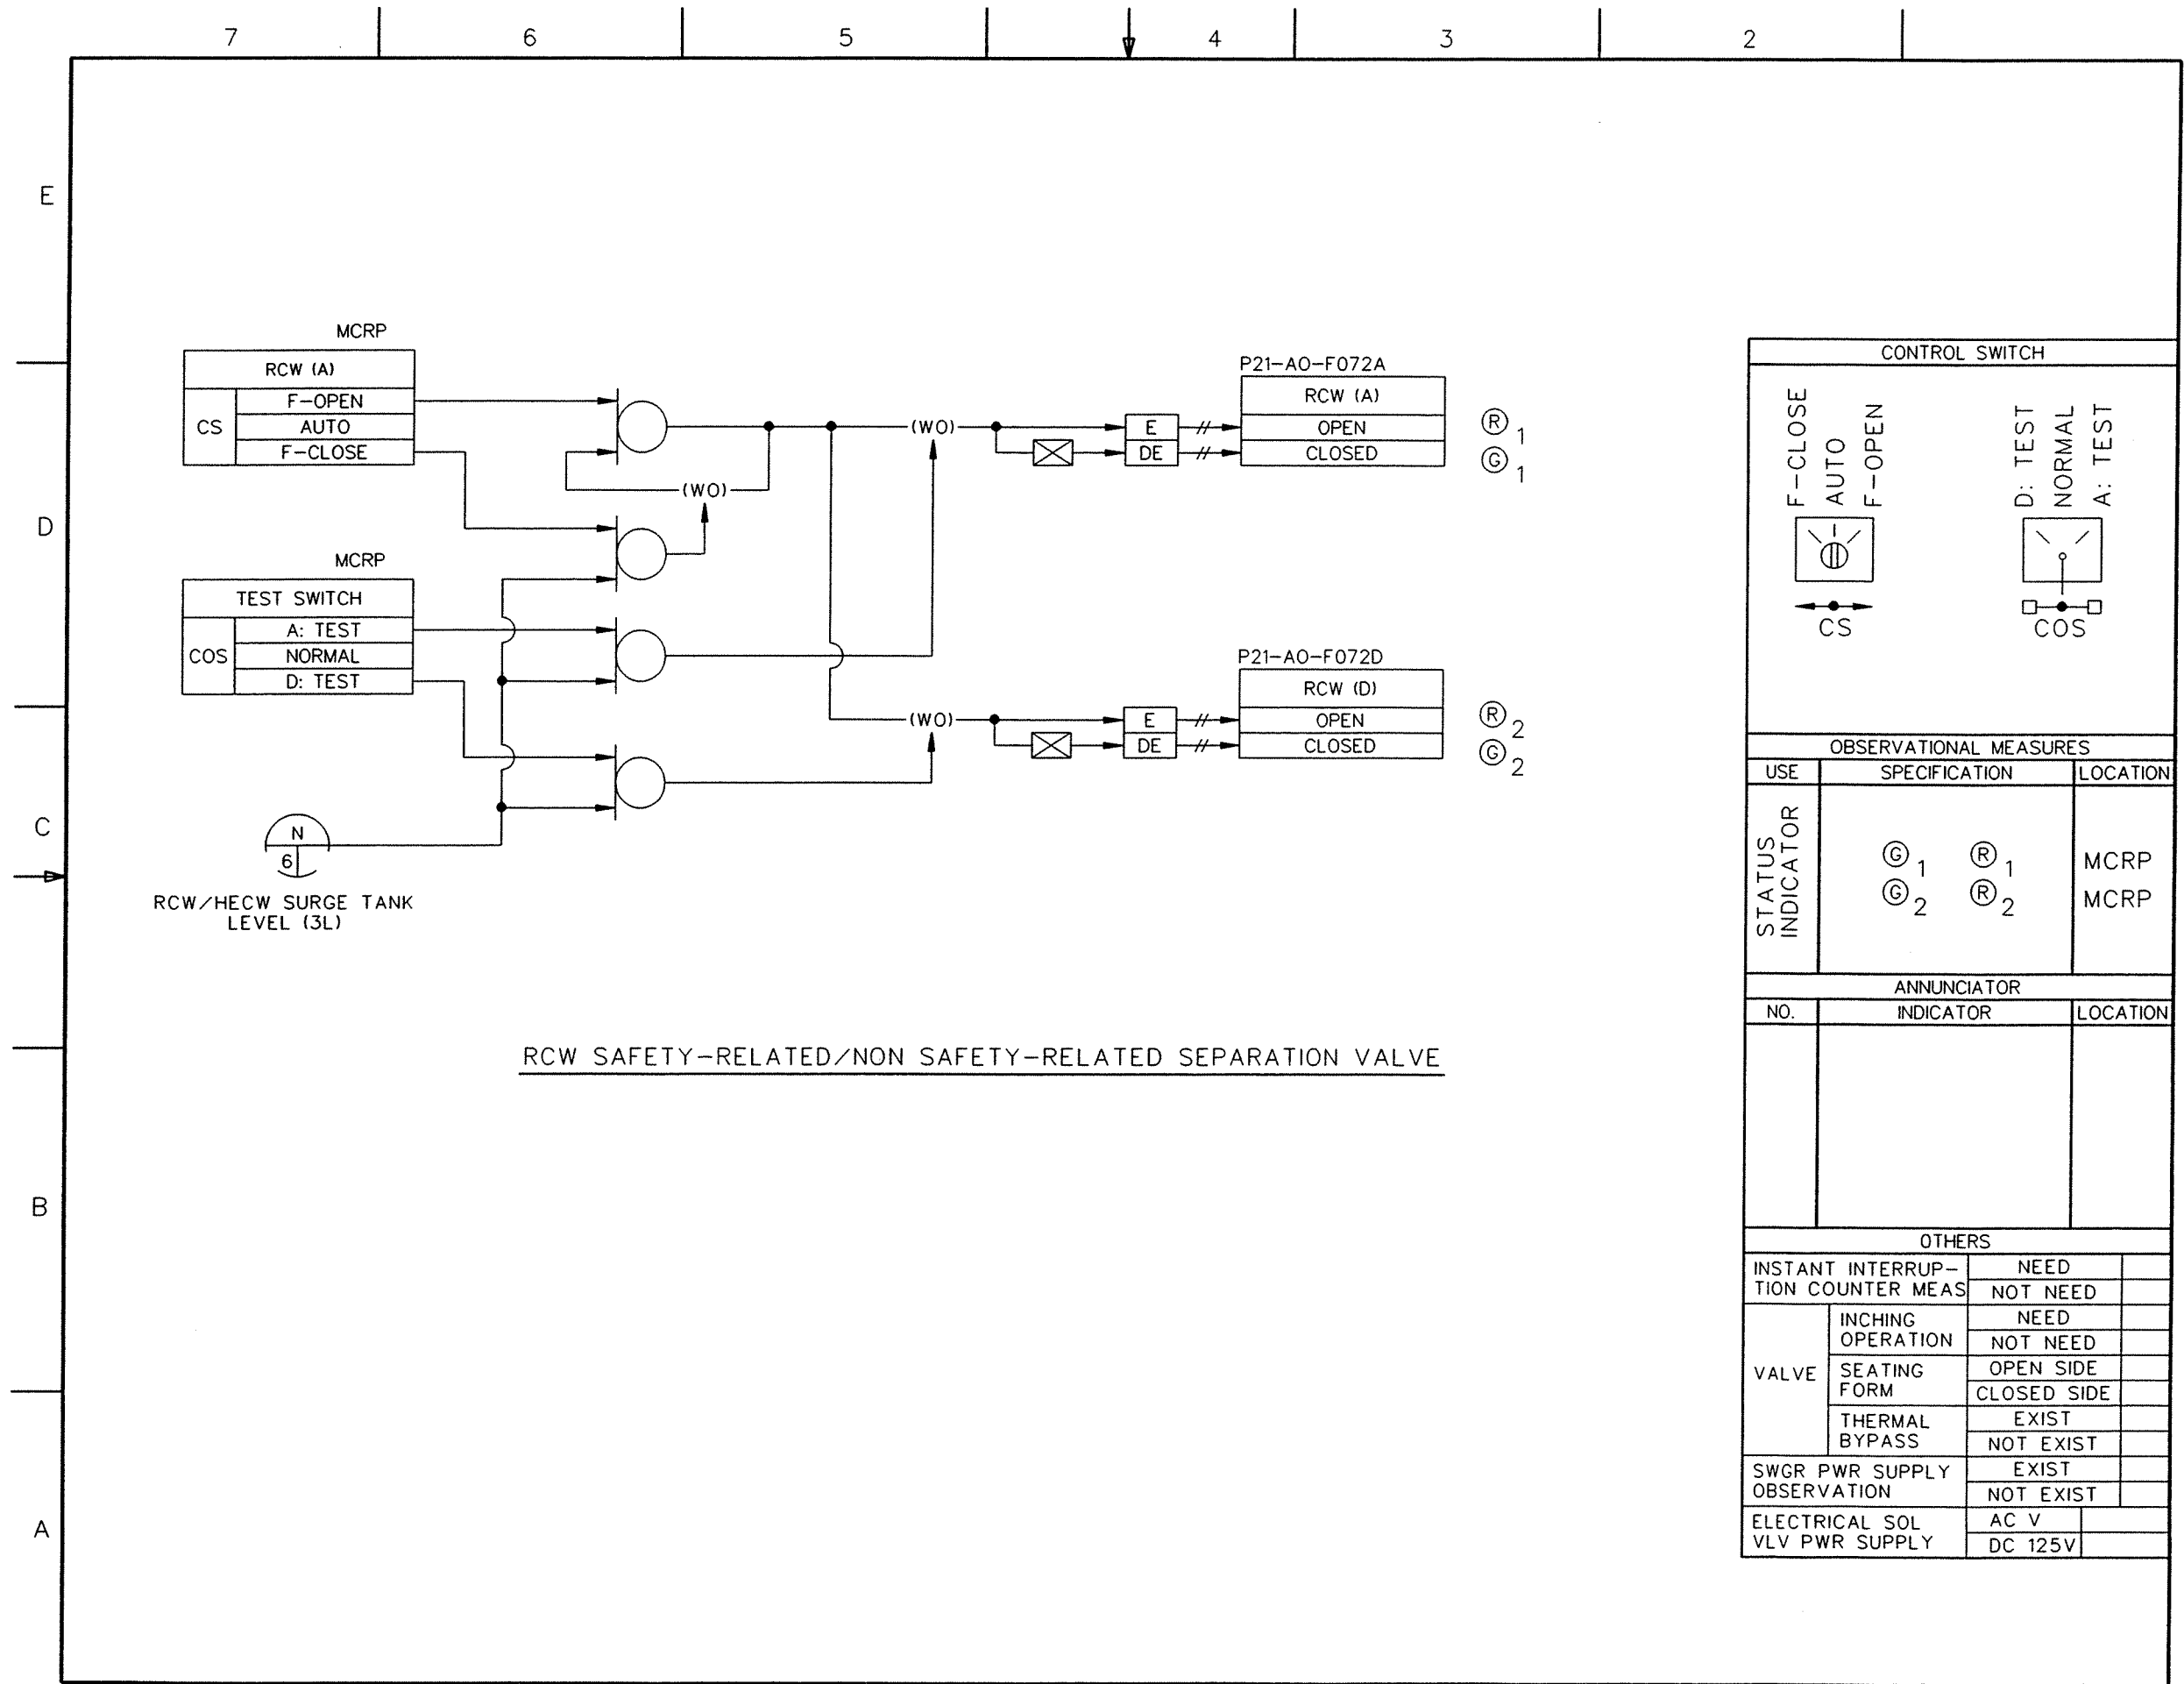 7 6 5 4 3 2
E
D
C
B
A
MCRP
RCW (A)
CS
F-OPEN
AUTO
F-CLOSE
MCRP
TEST SWITCH
COS
A: TEST
NORMAL
D: TEST
N
6
RCW/HECW SURGE TANK
LEVEL (3L)
(WO)
(WO)
(WO)
E
DE
P21-AO-F072A
RCW (A)
OPEN
CLOSED
R 1
G 1
E
DE
P21-AO-F072D
RCW (D)
OPEN
CLOSED
R 2
G 2
RCW SAFETY-RELATED/NON SAFETY-RELATED SEPARATION VALVE
CONTROL SWITCH
F-CLOSE
AUTO
F-OPEN
CS
D: TEST
NORMAL
A: TEST
COS
OBSERVATIONAL MEASURES
USE SPECIFICATION LOCATION
STATUS
INDICATOR
G 1 R 1 MCRP
G 2 R 2 MCRP
ANNUNCIATOR
NO. INDICATOR LOCATION
OTHERS
INSTANT INTERRUP-
TION COUNTER MEAS
NEED
NOT NEED
VALVE
INCHING
OPERATION
NEED
NOT NEED
SEATING
FORM
OPEN SIDE
CLOSED SIDE
THERMAL
BYPASS
EXIST
NOT EXIST
SWGR PWR SUPPLY
OBSERVATION
EXIST
NOT EXIST
ELECTRICAL SOL
VLV PWR SUPPLY
AC V
DC 125V